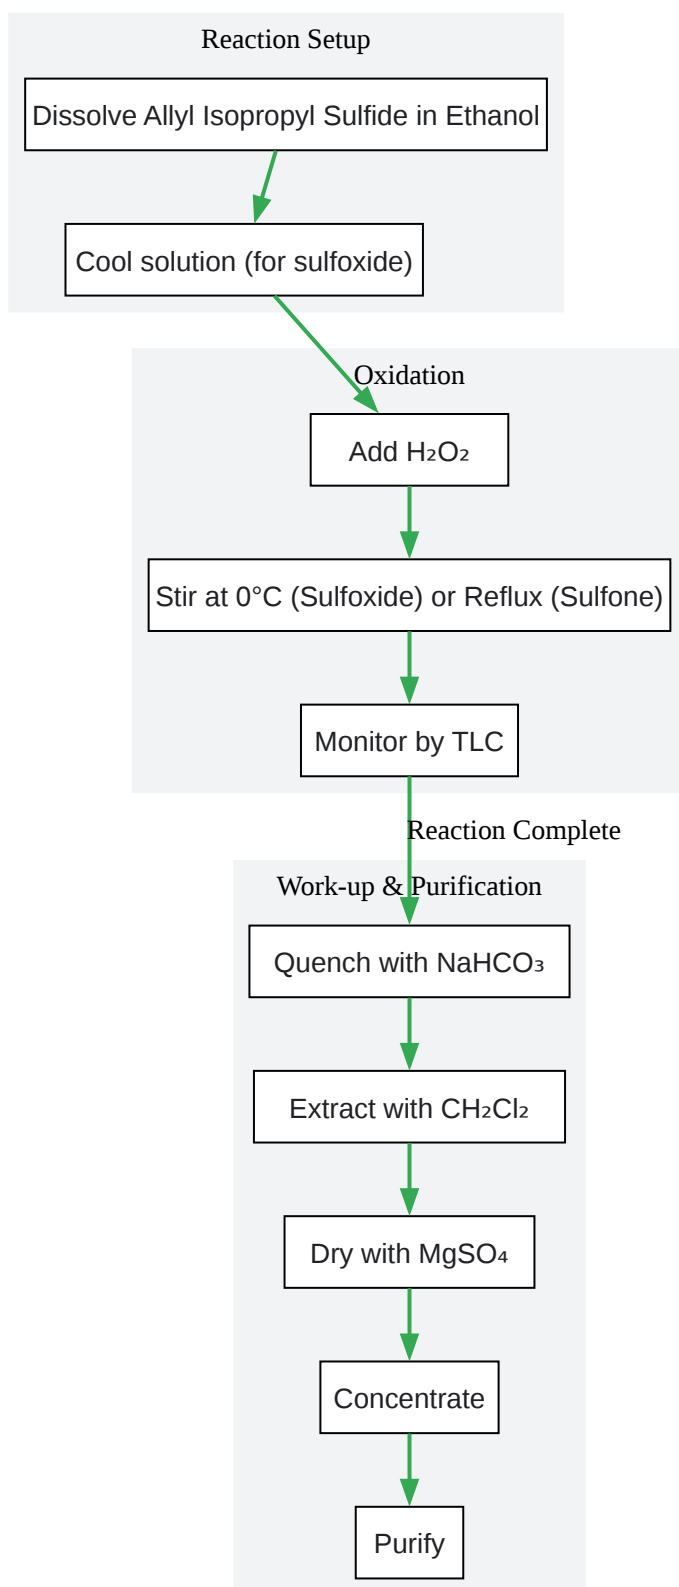 Reaction Setup
Dissolve Allyl Isopropyl Sulfide in Ethanol
Cool solution (for sulfoxide)
Oxidation
Add H₂O₂
Stir at 0°C (Sulfoxide) or Reflux (Sulfone)
Monitor by TLC
Reaction Complete
Work-up & Purification
Quench with NaHCO₃
Extract with CH₂Cl₂
Dry with MgSO₄
Concentrate
Purify